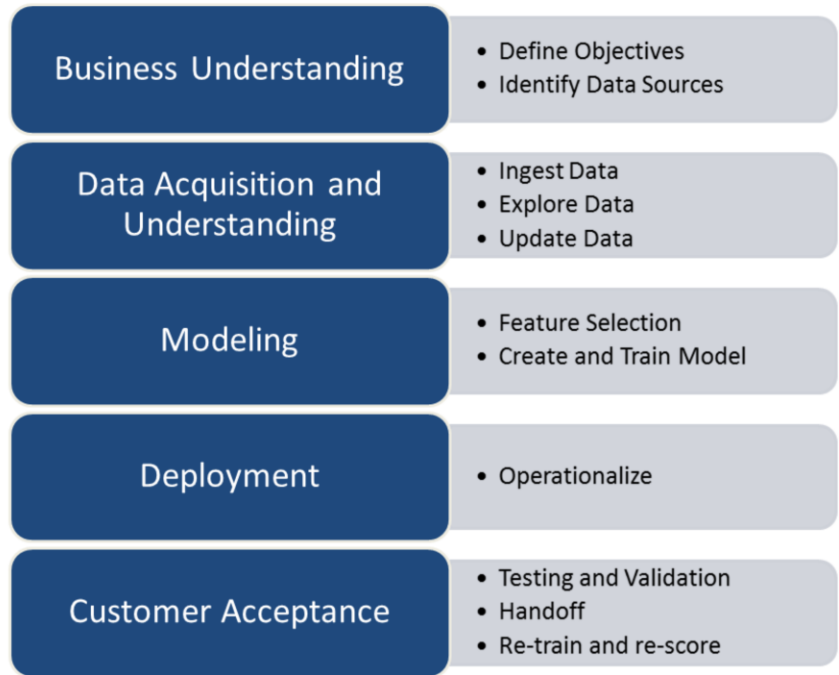 Business Understanding
• Define Objectives
• Identify Data Sources
Data Acquisition and
Understanding
• Ingest Data
• Explore Data
• Update Data
Modeling
• Feature Selection
• Create and Train Model
Deployment
• Operationalize
Customer Acceptance
• Testing and Validation
• Handoff
• Re-train and re-score